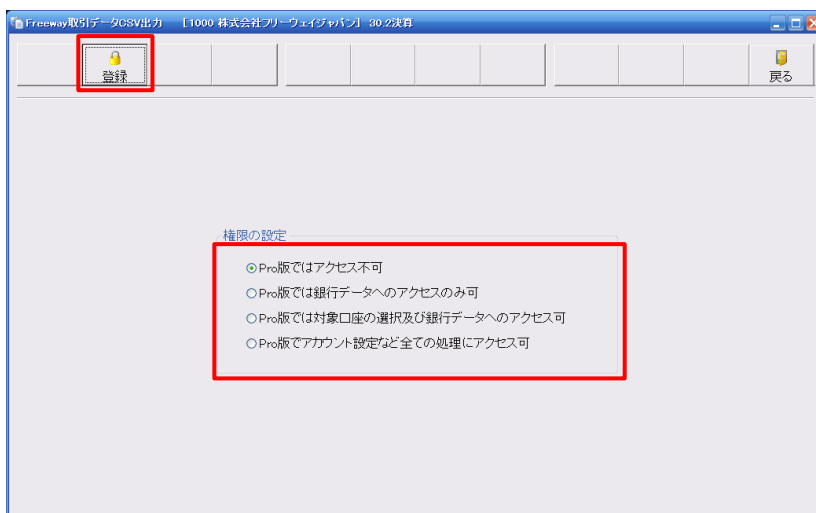 Freeway取引データCSV出力 [1000 株式会社フリーウェイジャパン] 30.2決算
登録
戻る
権限の設定
Pro版ではアクセス不可
Pro版では銀行データへのアクセスのみ可
Pro版では対象口座の選択及び銀行データへのアクセス可
Pro版でアカウント設定など全ての処理にアクセス可